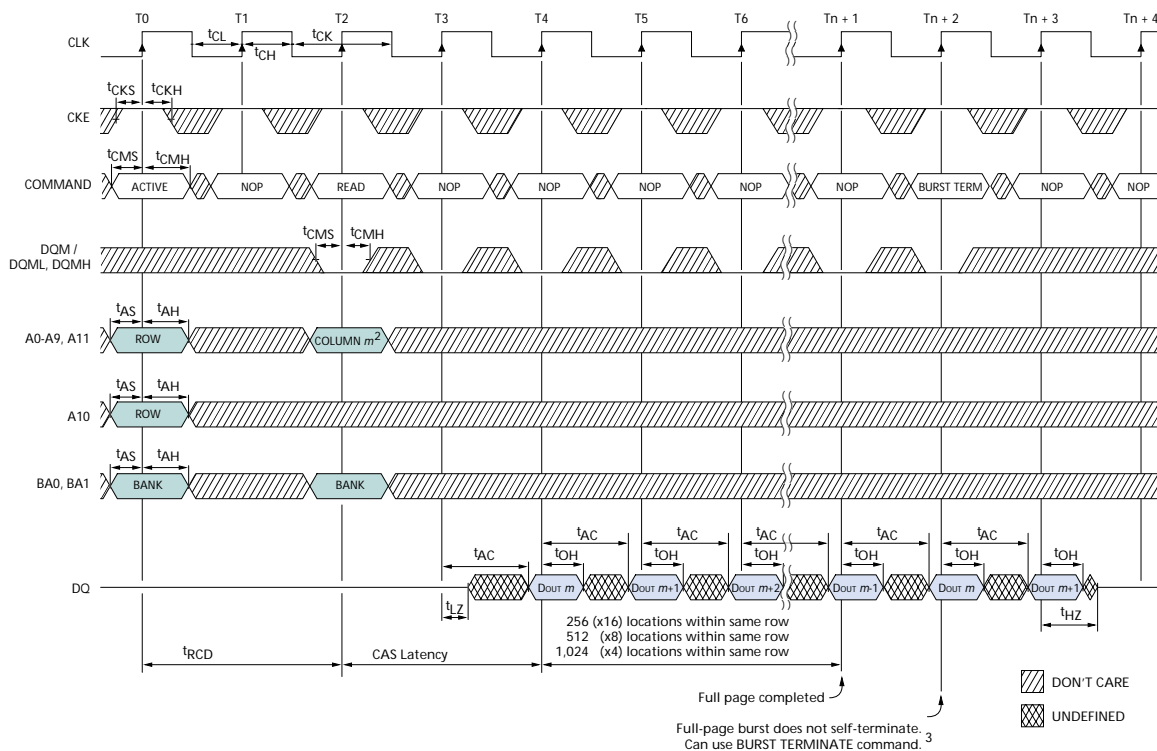 T0 T1 T2 T3 T4 T5 T6 Tn + 1 Tn + 2 Tn + 3 Tn + 4
CLK
tCL tCH tCK
tCKS tCKH
CKE
tCMS tCMH
COMMAND ACTIVE NOP READ NOP NOP NOP NOP NOP BURST TERM NOP NOP
tCMS tCMH
DQM /
DQML, DQMH
tAS tAH
A0-A9, A11 ROW COLUMN m2
tAS tAH
A10 ROW
tAS tAH
BA0, BA1 BANK BANK
tAC tAC tAC tAC tAC tAC
tOH tOH tOH tOH tOH tOH
DQ DOUT m DOUT m+1 DOUT m+2 DOUT m-1 DOUT m DOUT m+1
tLZ tHZ
256 (x16) locations within same row
512 (x8) locations within same row
1,024 (x4) locations within same row
tRCD CAS Latency
Full page completed
Full-page burst does not self-terminate.
Can use BURST TERMINATE command. 3
DON'T CARE
UNDEFINED